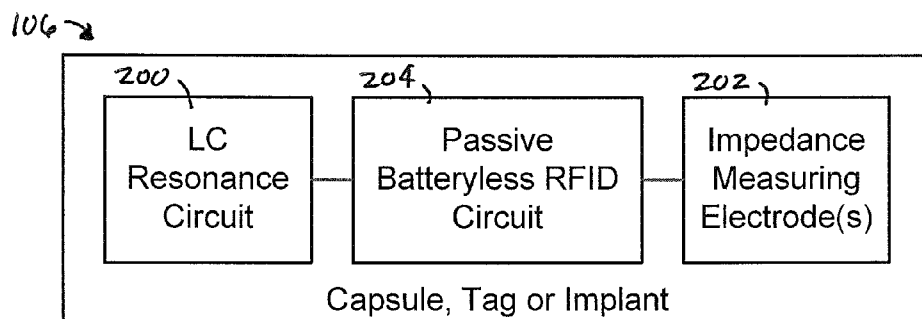 106
200
204
202
LC
Resonance
Circuit
Passive
Batteryless RFID
Circuit
Impedance
Measuring
Electrode(s)
Capsule, Tag or Implant